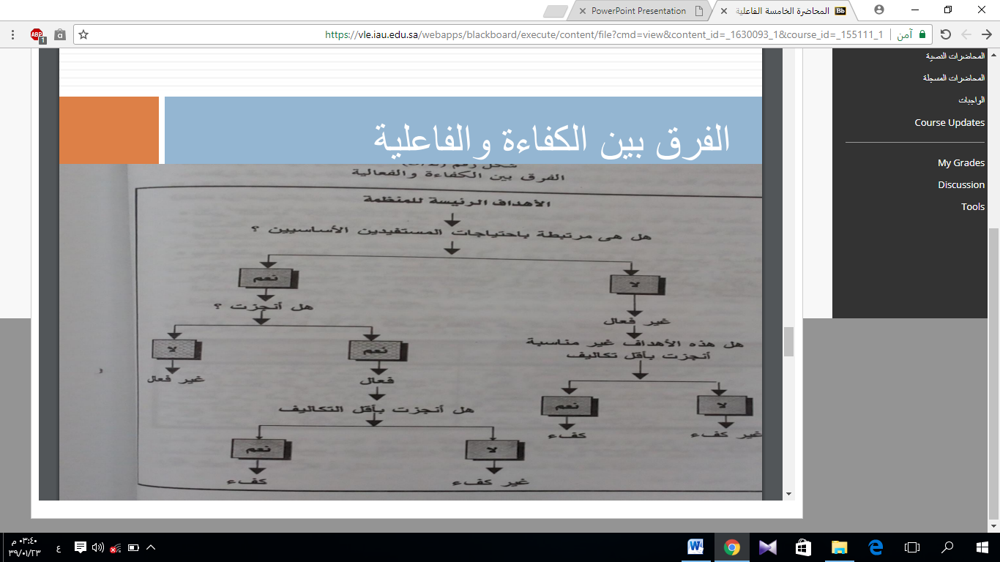 المحاضرة الخامسة الفاعلية
PowerPoint Presentation
آمن
https://vle.iau.edu.sa/webapps/blackboard/execute/content/file?cmd=view&content_id=_1630093_1&course_id=_155111_1
ABP
1
المحاضرات النصية
المحاضرات المسجلة
الواجبات
Course Updates
My Grades
Discussion
Tools
الفرق بين الكفاءة والفاعلية
شكل رقم
الفرق بين الكفاءة والفعالية
الأهداف الرئيسة للمنظمة
هل هى مرتبطة باحتياجات المستفيدين الأساسيين ؟
لا
نعم
غير فعال
هل أنجزت ؟
هل هذه الأهداف غير مناسبة
أنجزت بأقل تكاليف
نعم
لا
فعال
غير فعال
لا
نعم
هل أنجزت بأقل التكاليف
غير كفء
كفء
لا
نعم
غير كفء
كفء
٠٣:٤٠ م
ع
٣٩/٠١/٢٣